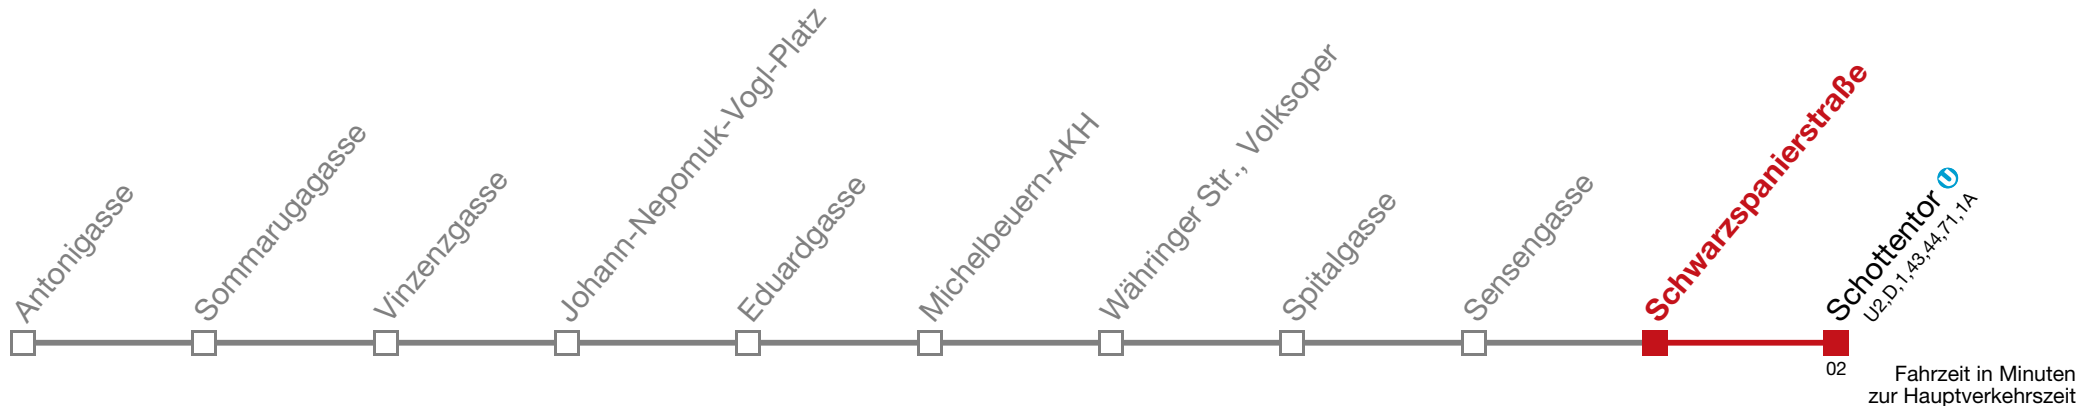 Antonigasse
Sommarugagasse
Vinzenzgasse
Johann-Nepomuk-Vogl-Platz
Eduardgasse
Michelbeuern-AKH
Währinger Str., Volksoper
Spitalgasse
Sensengasse
Schwarzspanierstraße
Schottentor U
U2,D,1,43,44,71,1A
02
Fahrzeit in Minuten
zur Hauptverkehrszeit